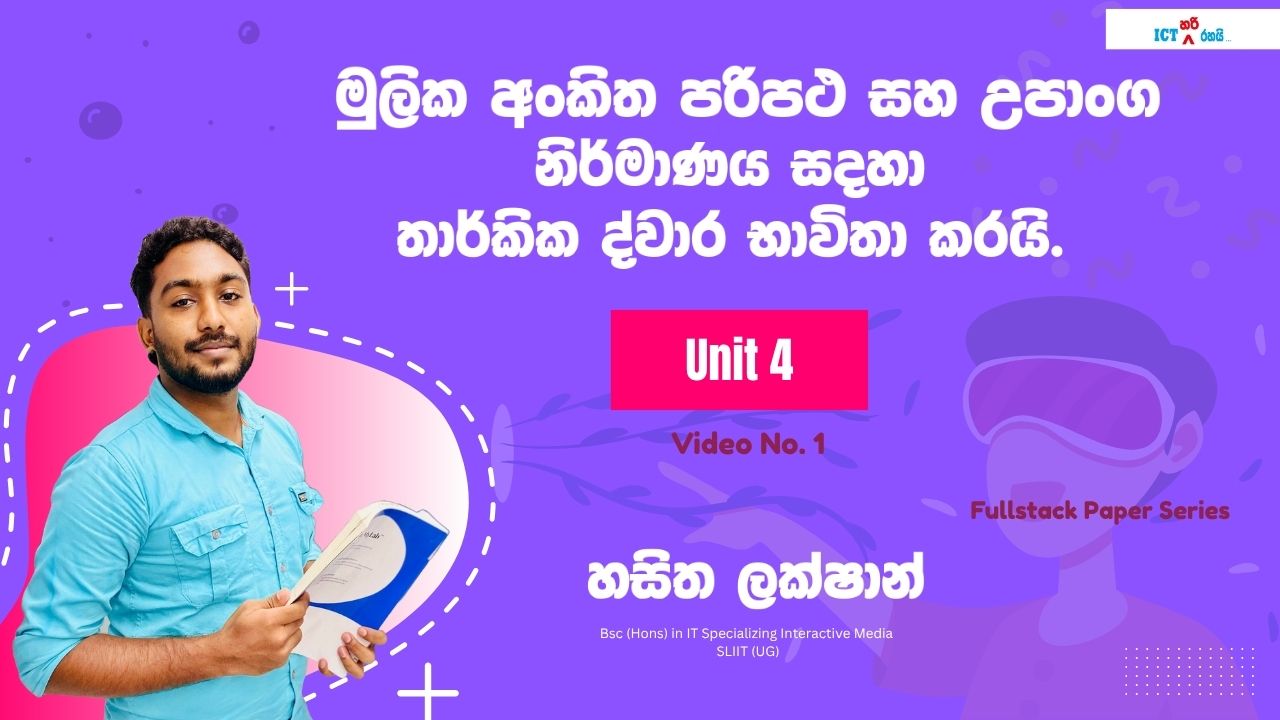 ICT හරි රහයි...
මුලික අංකිත පරිපථ සහ උපාංග
නිර්මාණය සදහා
තාර්කික ද්වාර භාවිතා කරයි.
Unit 4
Video No. 1
Fullstack Paper Series
හසිත ලක්ෂාන්
Bsc (Hons) in IT Specializing Interactive Media
SLIIT (UG)